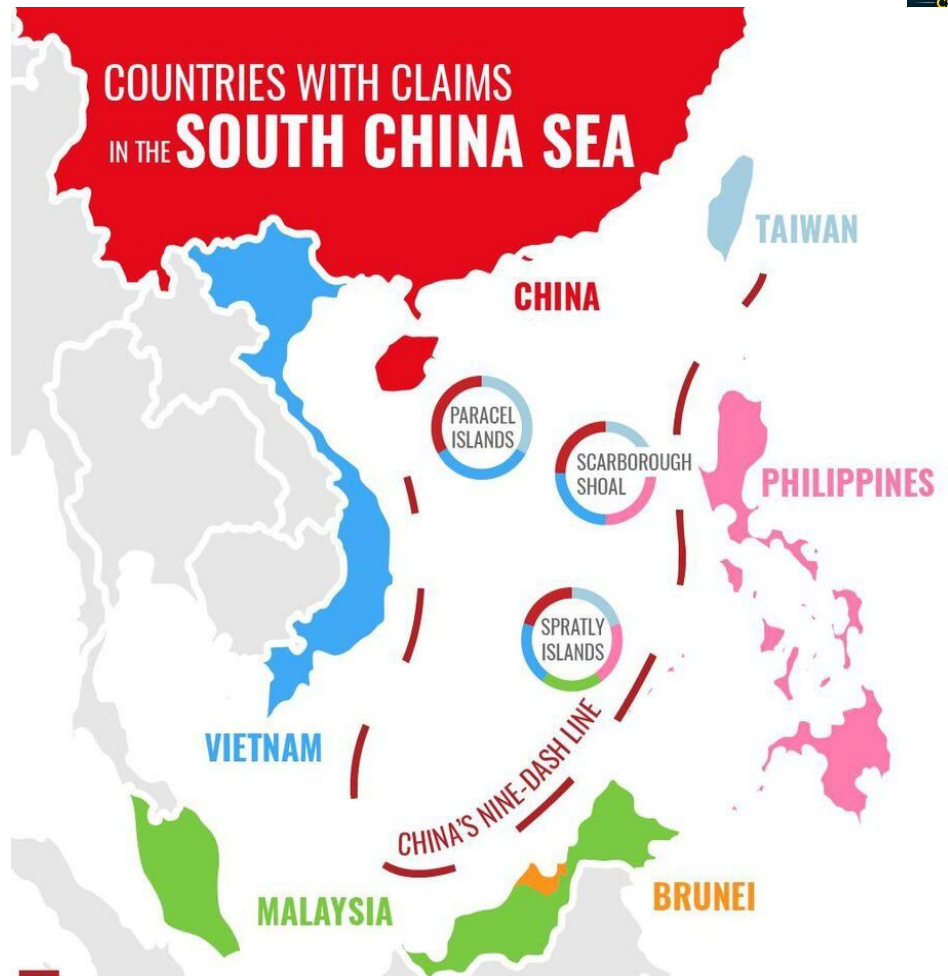 COUNTRIES WITH CLAIMS
IN THE SOUTH CHINA SEA
TAIWAN
CHINA
PARACEL
ISLANDS
SCARBOROUGH
SHOAL
PHILIPPINES
SPRATLY
ISLANDS
VIETNAM
CHINA'S NINE-DASH LINE
MALAYSIA
BRUNEI